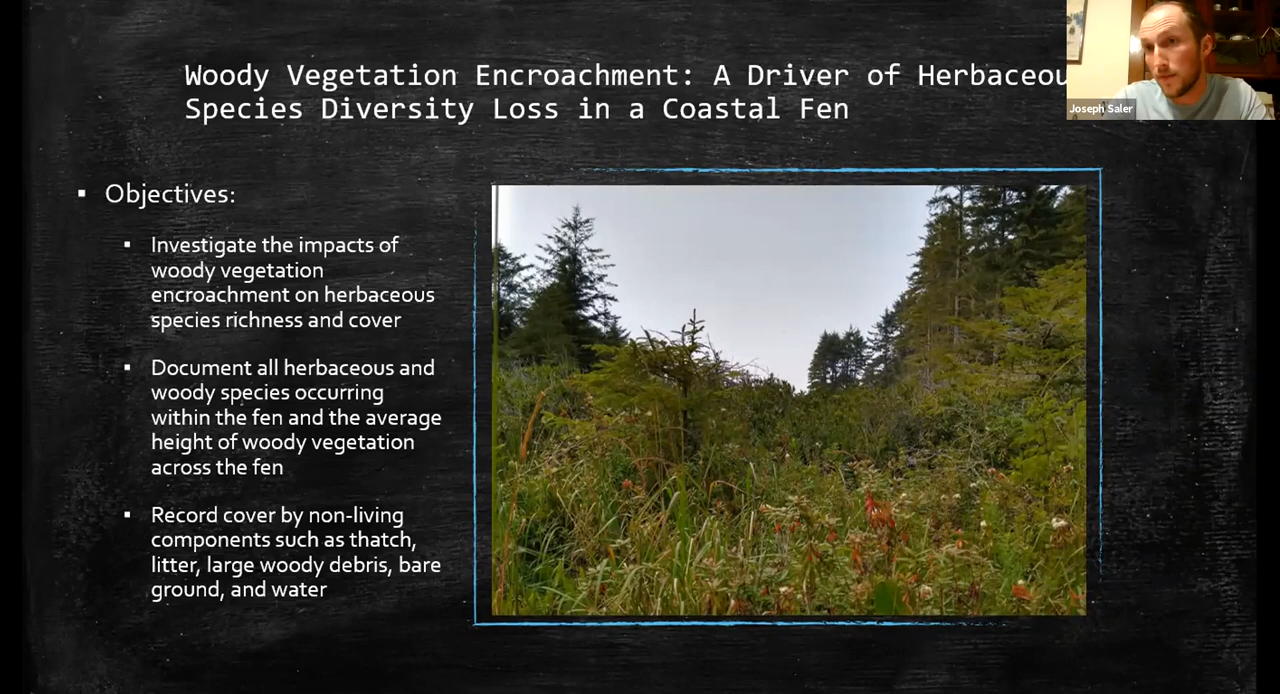 Woody Vegetation Encroachment: A Driver of Herbaceou
Species Diversity Loss in a Coastal Fen
Joseph Saler
▪ Objectives:
▪ Investigate the impacts of
woody vegetation
encroachment on herbaceous
species richness and cover
▪ Document all herbaceous and
woody species occurring
within the fen and the average
height of woody vegetation
across the fen
▪ Record cover by non-living
components such as thatch,
litter, large woody debris, bare
ground, and water